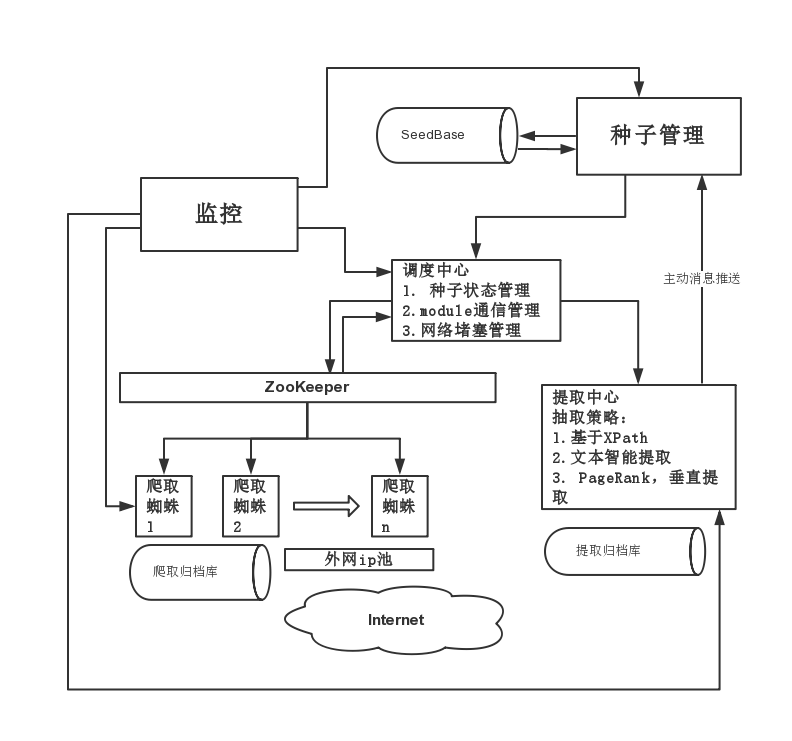 SeedBase
种子管理
监控
主动消息推送
调度中心
1. 种子状态管理
2.module通信管理
3.网络堵塞管理
ZooKeeper
提取中心
抽取策略：
1.基于XPath
2.文本智能提取
3. PageRank，垂直提
取
爬取
蜘蛛
1
爬取
蜘蛛
2
爬取
蜘蛛
n
爬取归档库
外网ip池
提取归档库
Internet